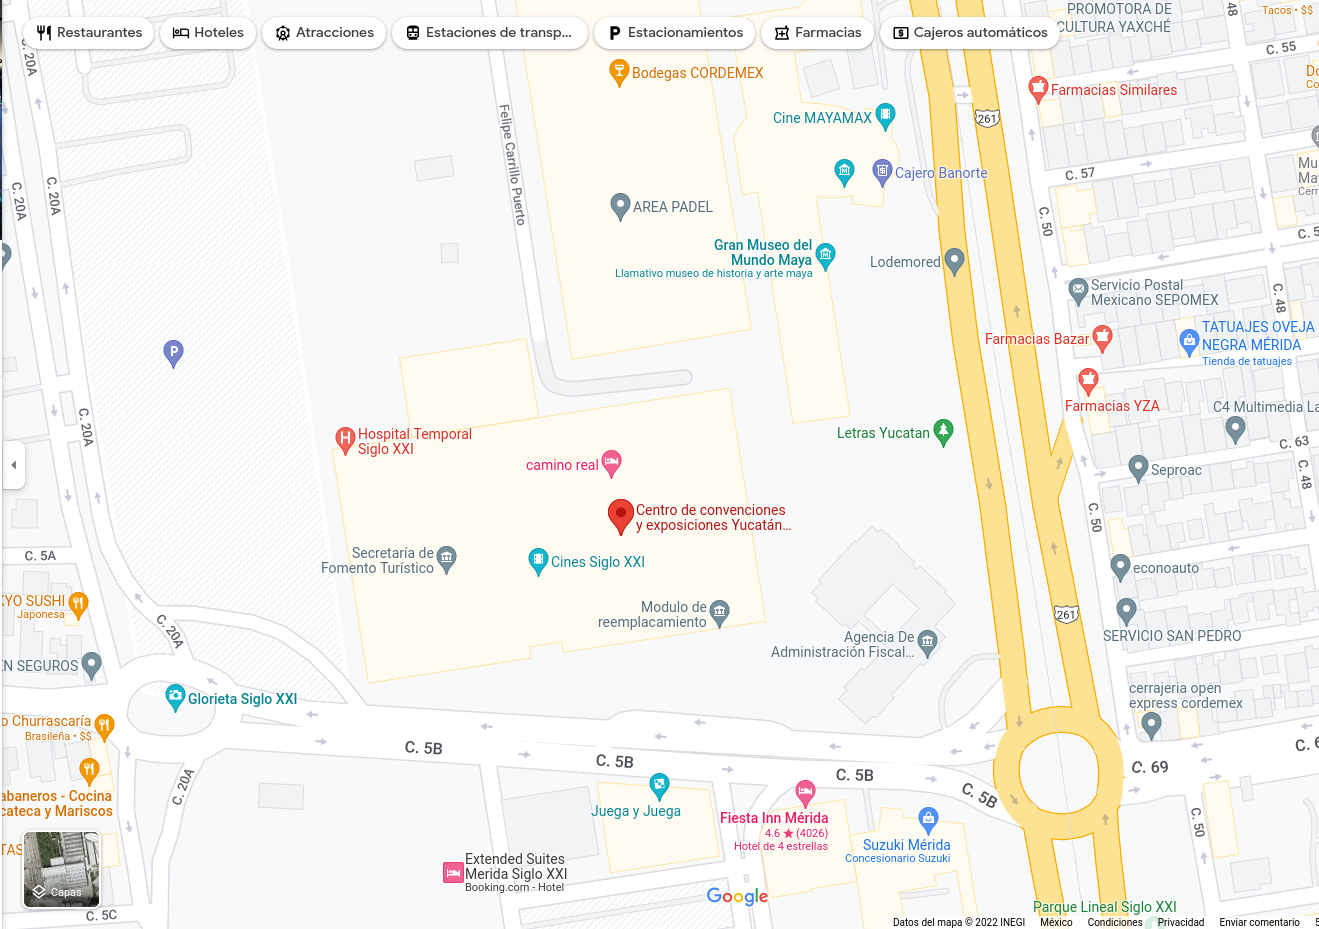 Restaurantes
Hoteles
Atracciones
Estaciones de transp...
Estacionamientos
Farmacias
Cajeros automáticos
PROMOTORA DE
CULTURA YAXCHÉ
48
Tacos • $$
C. 20A
C. 55
Bodegas CORDEMEX
Farmacias Similares
Cine MAYAMAX
261
Felipe Carrillo Puerto
Cajero Banorte
C. 57
C. 20A
C. 20A
AREA PADEL
C. 50
Gran Museo del
Mundo Maya
Llamativo museo de historia y arte maya
Lodemored
Servicio Postal
Mexicano SEPOMEX
C. 48
Farmacias Bazar
TATUAJES OVEJA
NEGRA MÉRIDA
Tienda de tatuajes
P
Farmacias YZA
C4 Multimedia La
C. 20A
Hospital Temporal
Siglo XXI
Letras Yucatan
C. 63
camino real
Seproac
C. 48
Centro de convenciones
y exposiciones Yucatán...
C. 50
C. 5A
Secretaría de
Fomento Turístico
Cines Siglo XXI
econoauto
KYO SUSHI
Japonesa
Modulo de
reemplacamiento
261
C. 20A
SERVICIO SAN PEDRO
Agencia De
Administración Fiscal...
EN SEGUROS
Glorieta Siglo XXI
cerrajeria open
express cordemex
o Churrascaría
Brasileña • $$
C. 5B
C. 5B
C. 5B
C. 5B
C. 69
C. 20A
abaneros - Cocina
cateca y Mariscos
Juega y Juega
Fiesta Inn Mérida
4.6 ★ (4026)
Hotel de 4 estrellas
Suzuki Mérida
Concesionario Suzuki
C. 50
TAS
Capas
Extended Suites
Merida Siglo XXI
Booking.com - Hotel
Google
C. 5C
Parque Lineal Siglo XXI
Datos del mapa © 2022 INEGI
México
Condiciones
Privacidad
Enviar comentario